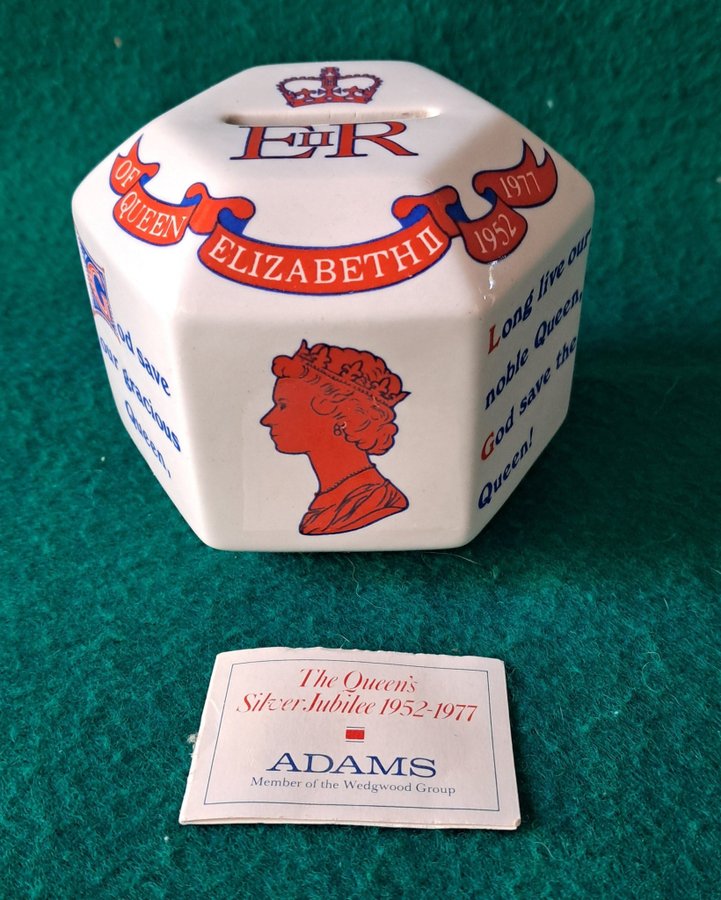 EIIR
OF
QUEEN
ELIZABETH II
1952
1977
God save
our gracious
Queen,
Long live our
noble Queen,
God save the
Queen!
The Queen's
Silver Jubilee 1952-1977
ADAMS
Member of the Wedgwood Group